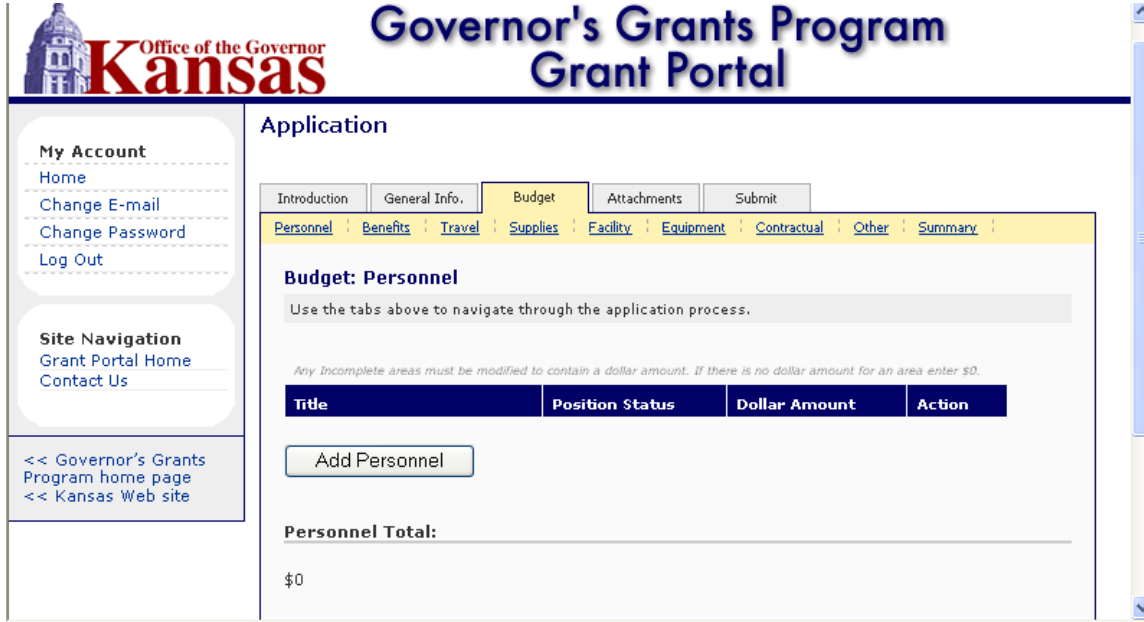 Office of the Governor
Kansas
Governor's Grants Program
Grant Portal
My Account
Home
Change E-mail
Change Password
Log Out
Site Navigation
Grant Portal Home
Contact Us
<< Governor's Grants
Program home page
<< Kansas Web site
Application
Introduction General Info. Budget Attachments Submit
Personnel Benefits Travel Supplies Facility Equipment Contractual Other Summary
Budget: Personnel
Use the tabs above to navigate through the application process.
Any Incomplete areas must be modified to contain a dollar amount. If there is no dollar amount for an area enter $0.
Title Position Status Dollar Amount Action
Add Personnel
Personnel Total:
$0